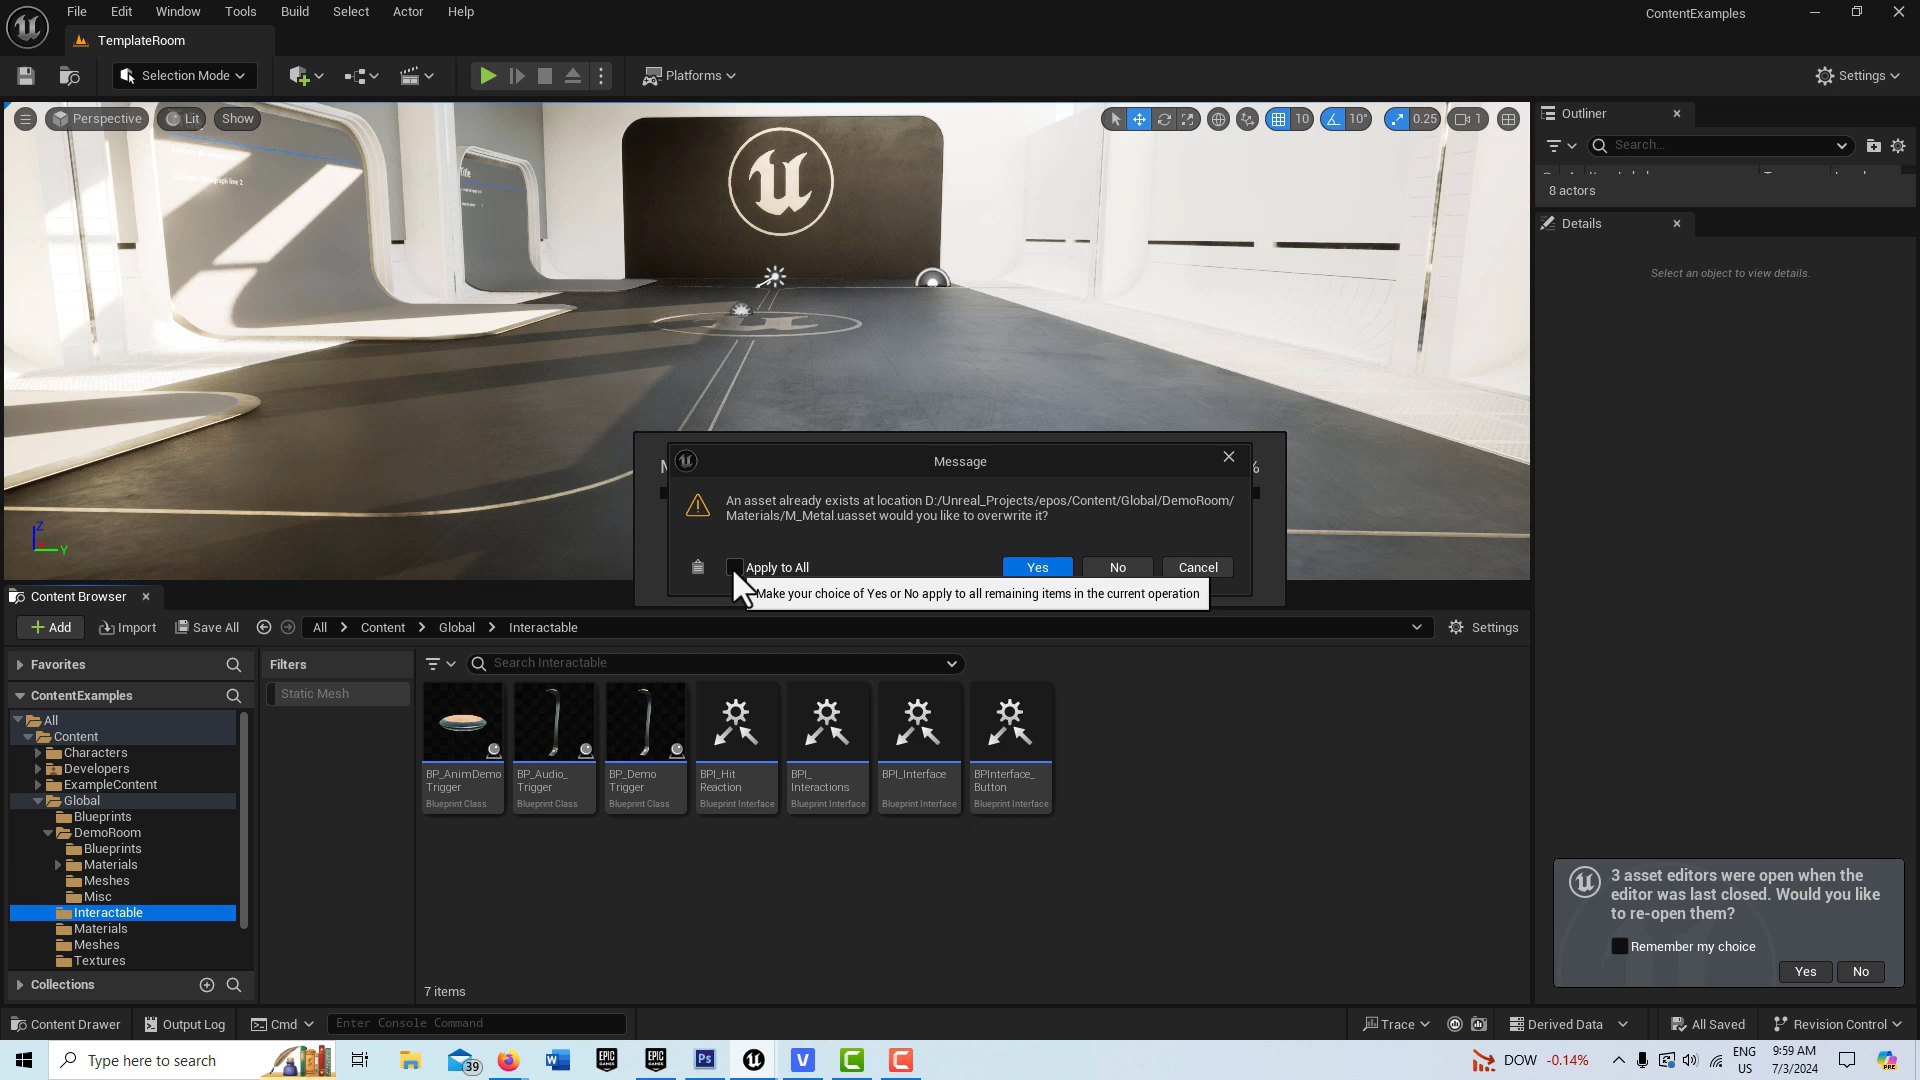 File Edit Window Tools Build Select Actor Help
ContentExamples
TemplateRoom
Selection Mode
Platforms
Settings
Perspective
Lit
Show
10
10°
0.25
1
Title
Z
Y
Outliner
Search...
8 actors
Details
Select an object to view details.
Message
%
An asset already exists at location D:/Unreal_Projects/epos/Content/Global/DemoRoom/
Materials/M_Metal.uasset would you like to overwrite it?
Apply to All
Yes
No
Cancel
Make your choice of Yes or No apply to all remaining items in the current operation
Content Browser
Add
Import
Save All
All
Content
Global
Interactable
Settings
Favorites
Filters
Search Interactable
ContentExamples
Static Mesh
All
Content
Characters
Developers
ExampleContent
Global
Blueprints
DemoRoom
Blueprints
Materials
Meshes
Misc
Interactable
Materials
Meshes
Textures
Collections
BP_AnimDemo
Trigger
Blueprint Class
BP_Audio_
Trigger
Blueprint Class
BP_Demo
Trigger
Blueprint Class
BPI_Hit
Reaction
Blueprint Interface
BPI_
Interactions
Blueprint Interface
BPI_Interface
Blueprint Interface
BPInterface_
Button
Blueprint Interface
7 items
3 asset editors were open when the
editor was last closed. Would you like
to re-open them?
Remember my choice
Yes
No
Content Drawer
Output Log
Cmd
Enter Console Command
Trace
Derived Data
All Saved
Revision Control
Type here to search
39
EPIC
GAMES
EPIC
GAMES
Ps
V
DOW -0.14%
ENG
US
9:59 AM
7/3/2024
PRE